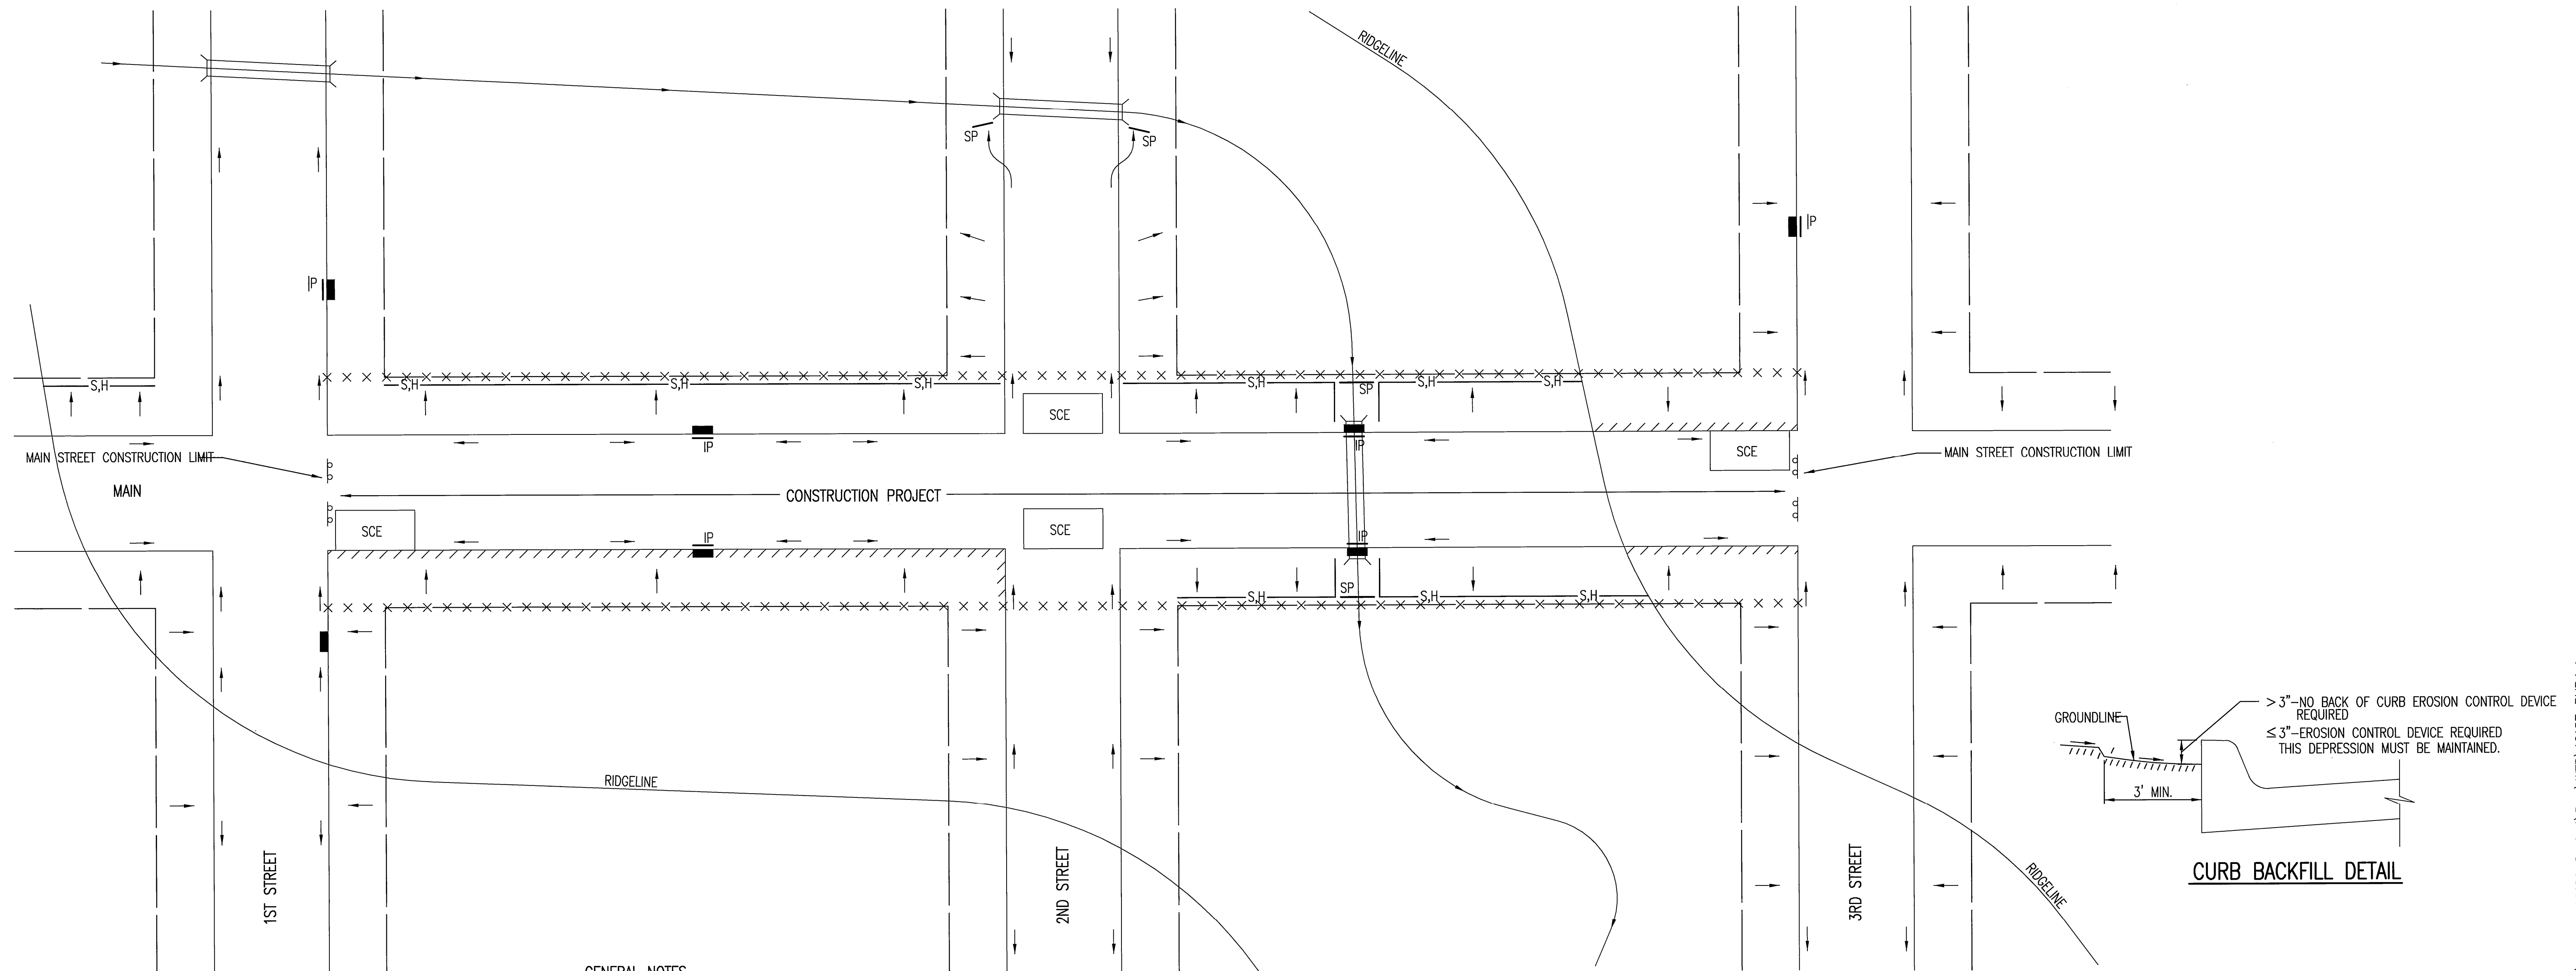 RIDGELINE
SP
SP
IP
IP
S,H
S,H
S,H
S,H
S,H
SP
S,H
S,H
SCE
IP
IP
SCE
MAIN STREET CONSTRUCTION LIMIT
MAIN STREET CONSTRUCTION LIMIT
MAIN
CONSTRUCTION PROJECT
SCE
SCE
IP
IP
SP
S,H
S,H
S,H
>3"-NO BACK OF CURB EROSION CONTROL DEVICE
REQUIRED
GROUNDLINE
≤3"-EROSION CONTROL DEVICE REQUIRED
THIS DEPRESSION MUST BE MAINTAINED.
RIDGELINE
3' MIN.
1ST STREET
2ND STREET
3RD STREET
RIDGELINE
CURB BACKFILL DETAIL
GENERAL NOTES